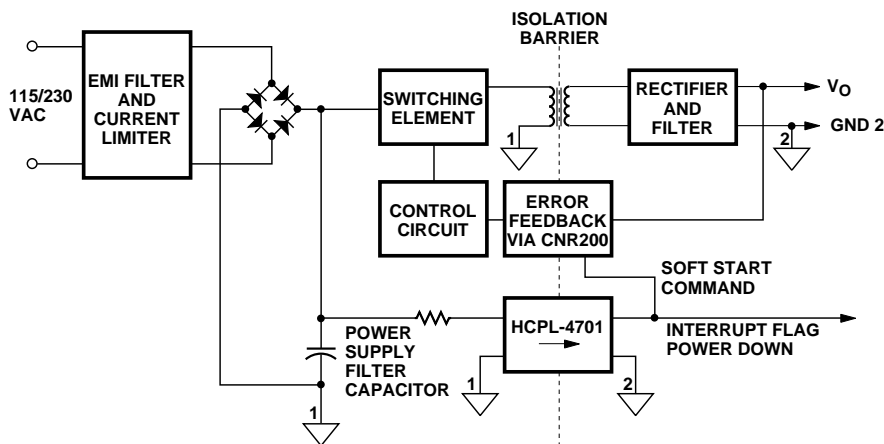 ISOLATION
BARRIER
115/230
VAC
EMI FILTER
AND
CURRENT
LIMITER
SWITCHING
ELEMENT
1
RECTIFIER
AND
FILTER
VO
GND 2
2
CONTROL
CIRCUIT
ERROR
FEEDBACK
VIA CNR200
SOFT START
COMMAND
POWER
SUPPLY
FILTER
CAPACITOR
1
HCPL-4701
1
2
INTERRUPT FLAG
POWER DOWN